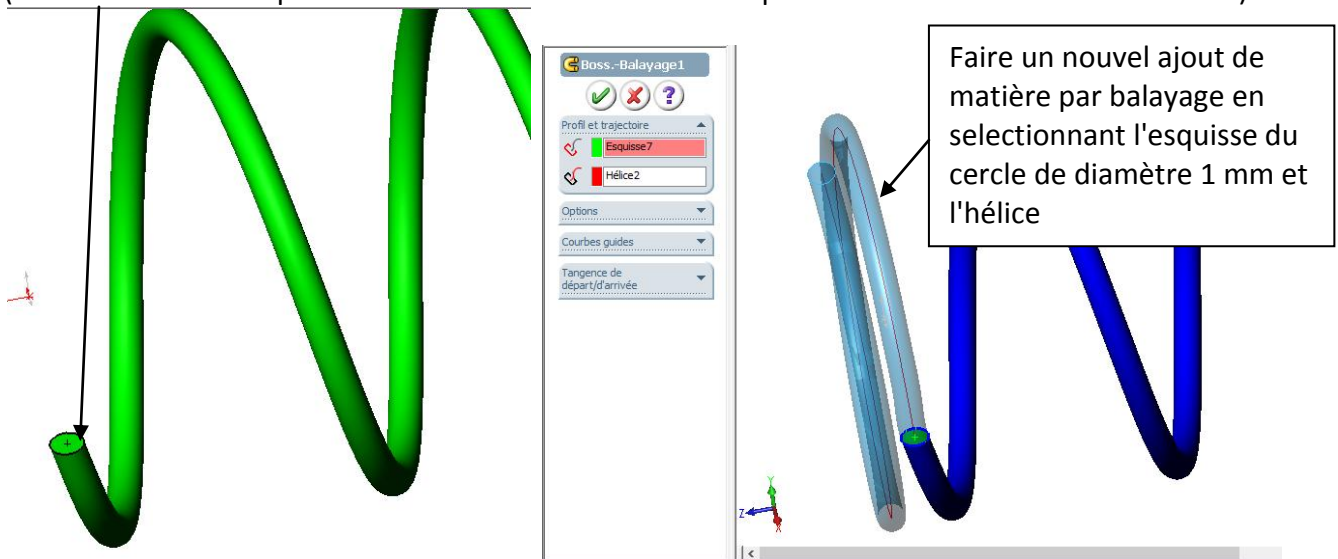 Boss.-Balayage1
Profil et trajectoire
Esquisse7
Hélice2
Options
Courbes guides
Tangence de
départ/d'arrivée
Faire un nouvel ajout de
matière par balayage en
selectionnant l'esquisse du
cercle de diamètre 1 mm et
l'hélice
Y
Z
X